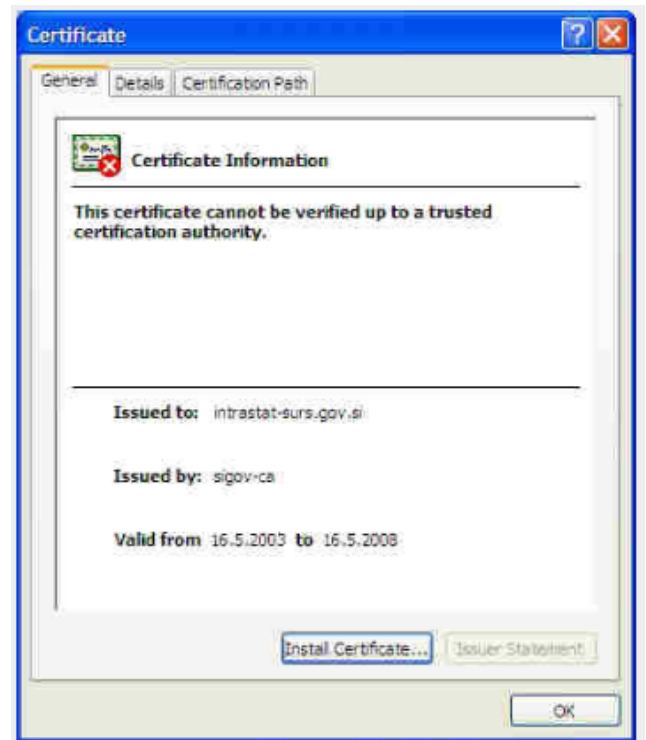 Certificate
General Details Certification Path
Certificate Information
This certificate cannot be verified up to a trusted
certification authority.
Issued to: intrastat-surs.gov.si
Issued by: sigov-ca
Valid from 16.5.2003 to 16.5.2008
Install Certificate... Issuer Statement
OK